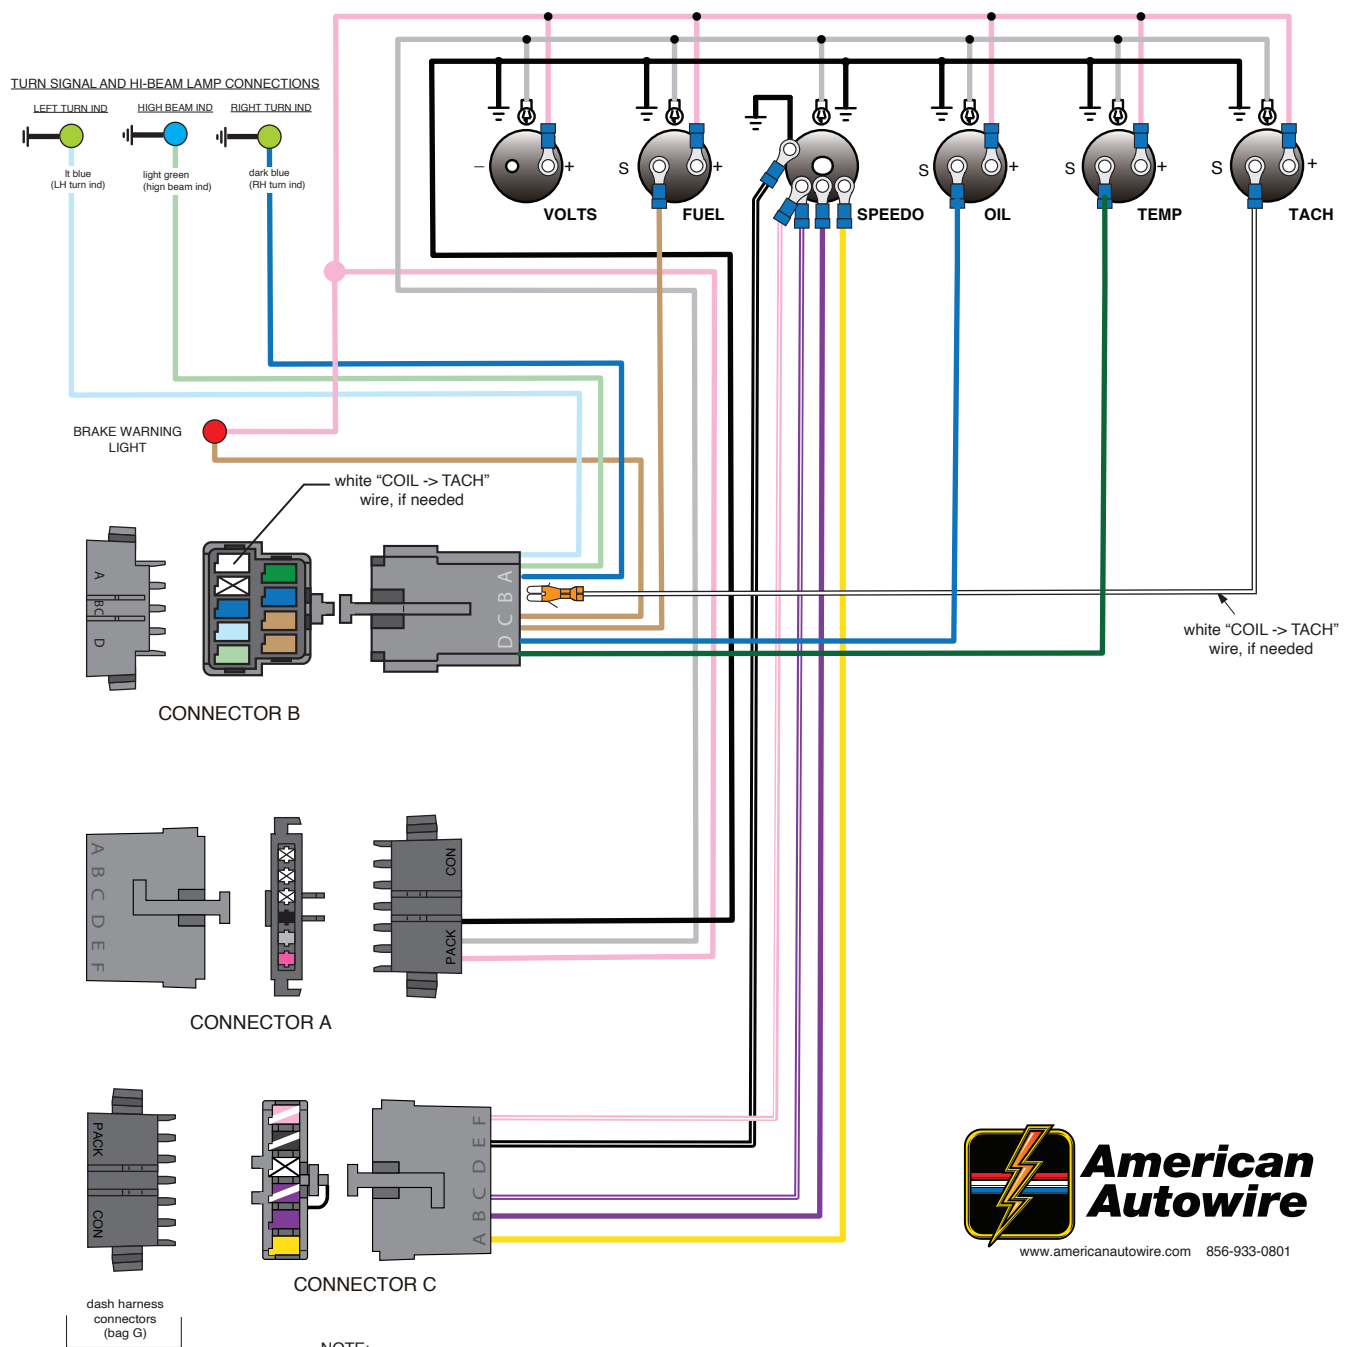 TURN SIGNAL AND HI-BEAM LAMP CONNECTIONS
LEFT TURN IND
HIGH BEAM IND
RIGHT TURN IND
lt blue
(LH turn ind)
light green
(hign beam ind)
dark blue
(RH turn ind)
− +
VOLTS
S +
FUEL
SPEEDO
S +
OIL
S +
TEMP
S +
TACH
BRAKE WARNING
LIGHT
white “COIL -> TACH”
wire, if needed
A
BC
D
D C B A
white “COIL -> TACH”
wire, if needed
CONNECTOR B
A B C D E F
CON
PACK
CONNECTOR A
PACK
CON
A B C D E F
CONNECTOR C
dash harness
connectors
(bag G)
American
Autowire
www.americanautowire.com 856-933-0801
NOTE: